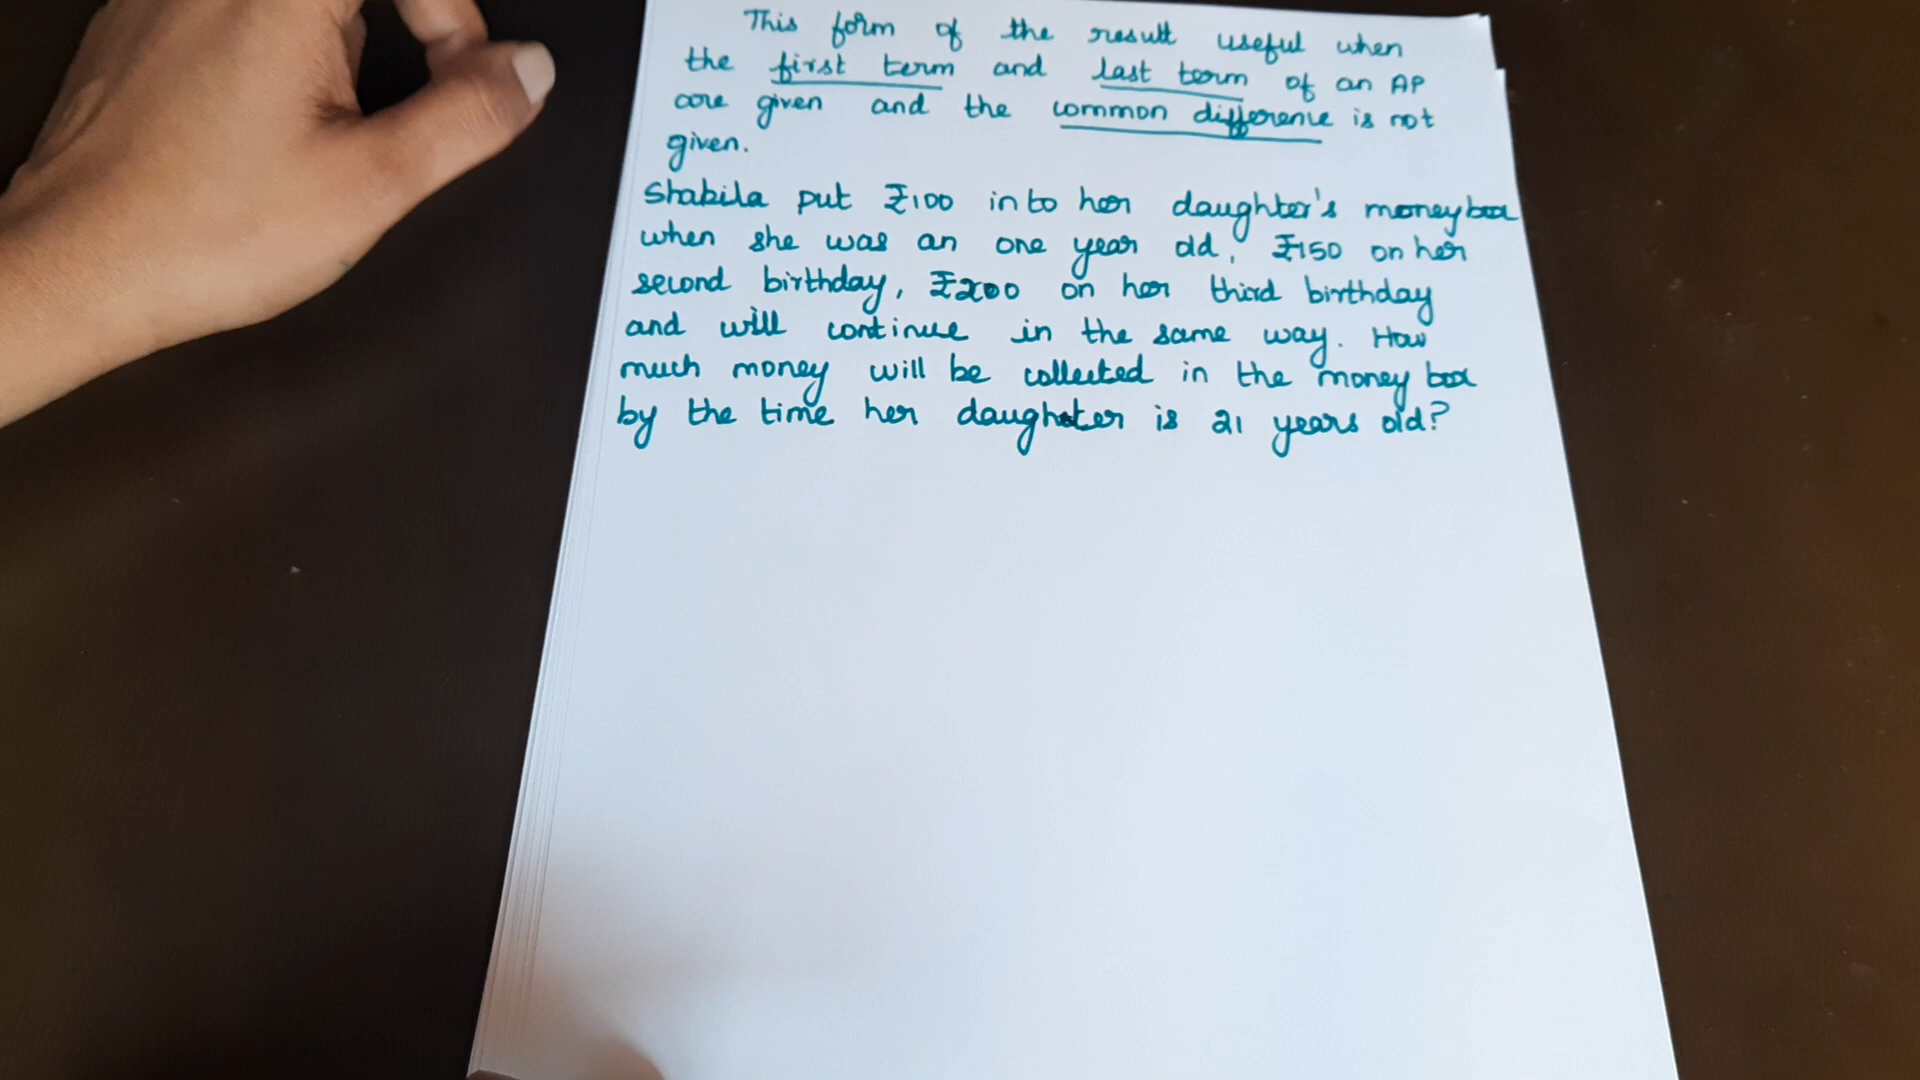 This form of the result useful when
the first term and last term of an AP
are given and the common difference is not
given.
Shakila put ₹100 into her daughter's moneybox
when she was an one year old, ₹150 on her
second birthday, ₹200 on her third birthday
and will continue in the same way. How
much money will be collected in the money box
by the time her daughter is 21 years old?